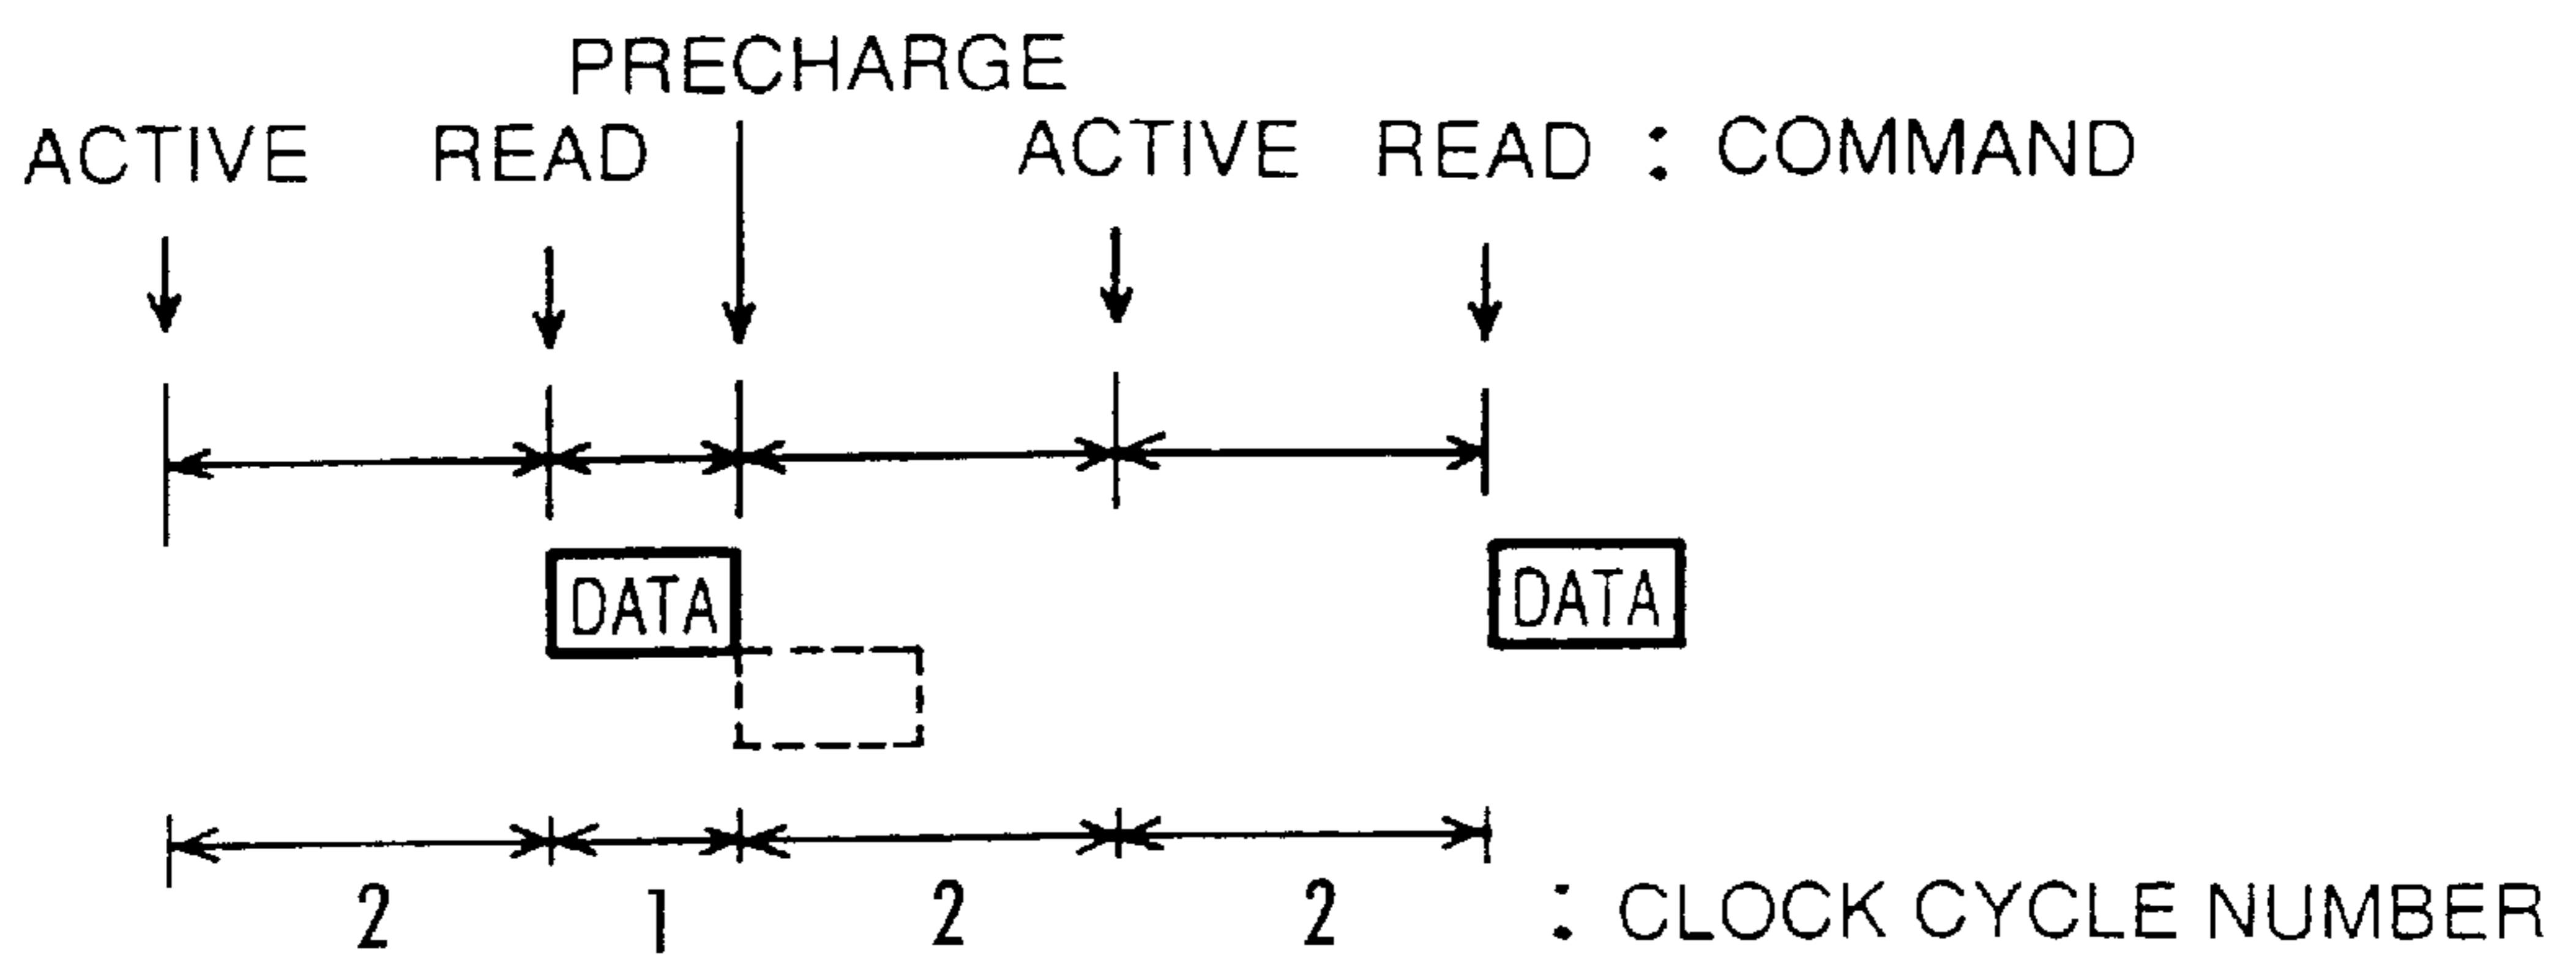 PRECHARGE
ACTIVE READ ACTIVE READ : COMMAND
DATA DATA
2 1 2 2 : CLOCK CYCLE NUMBER